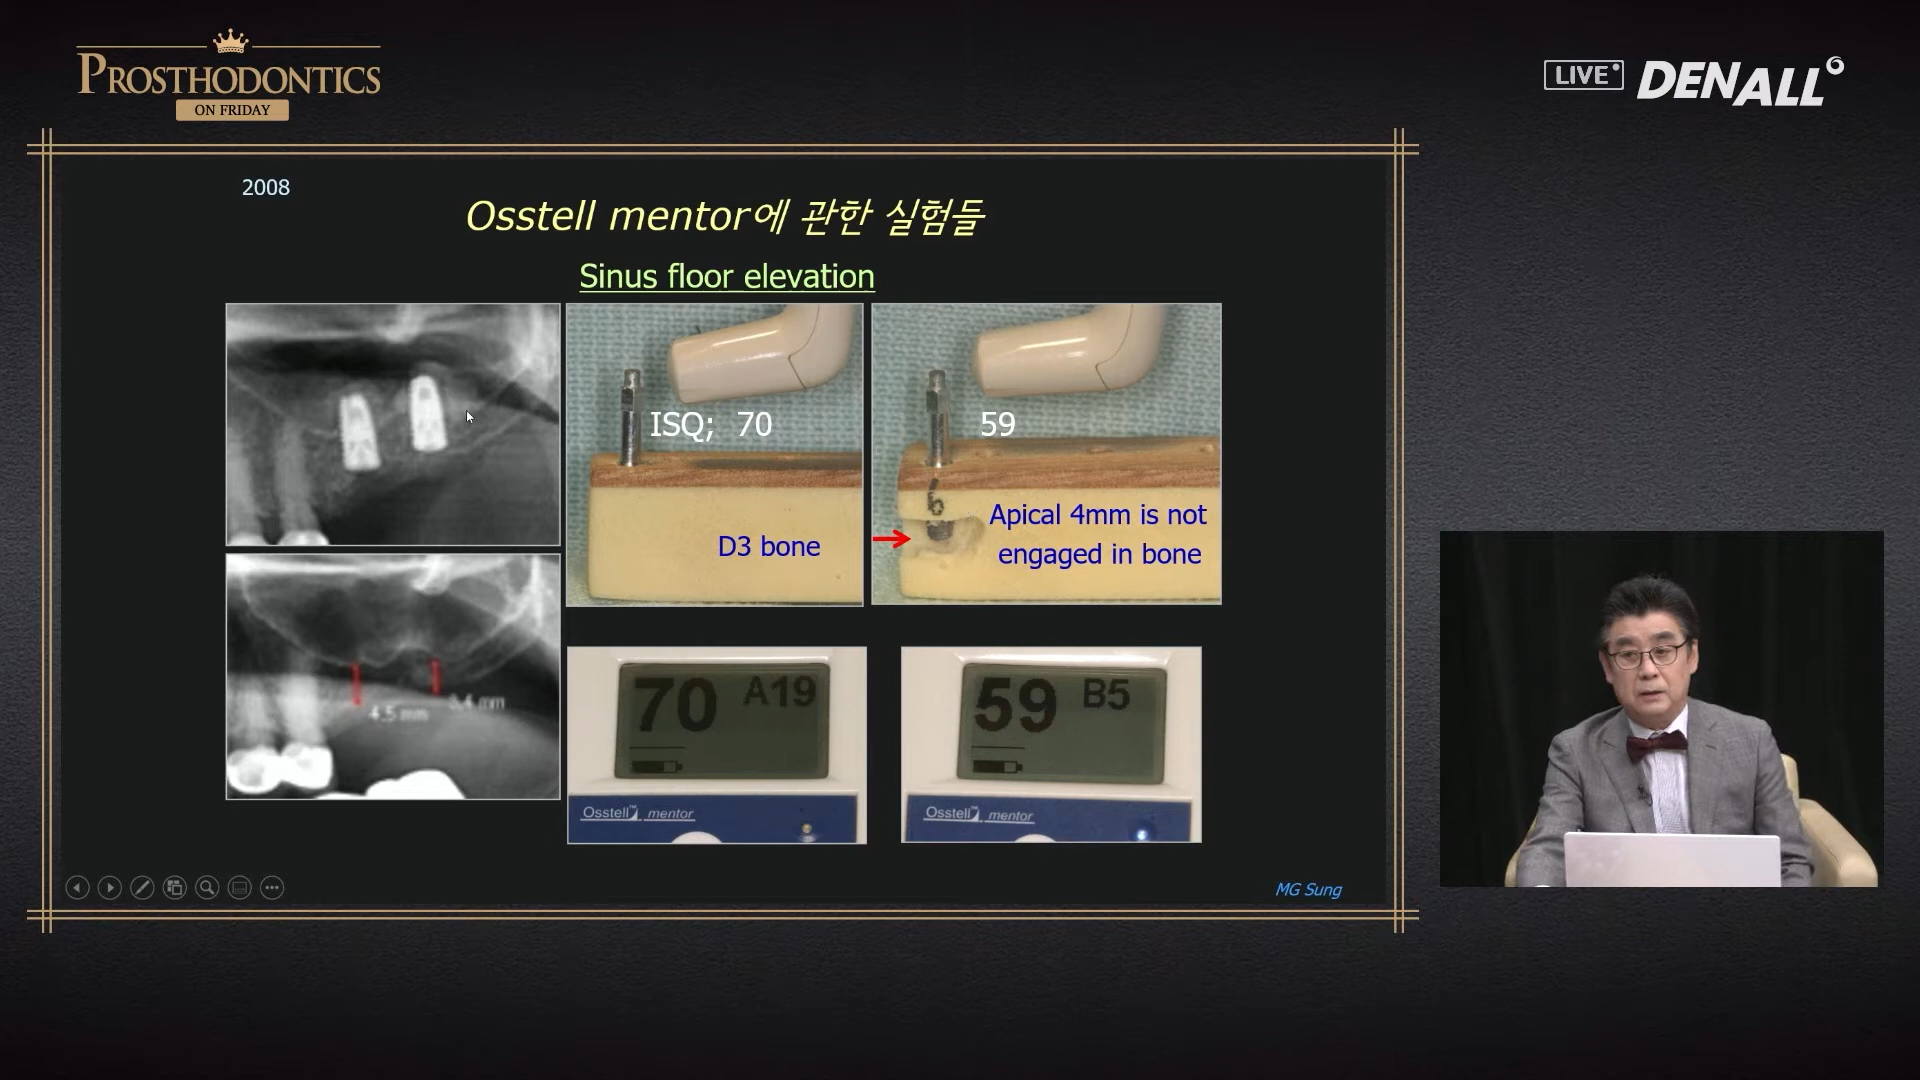 PROSTHODONTICS
ON FRIDAY
LIVE
DENALL
2008
Osstell mentor에 관한 실험들
Sinus floor elevation
ISQ; 70
59
6
D3 bone
Apical 4mm is not
engaged in bone
4.5 mm
3.4 mm
70 A19
59 B5
Osstell mentor
Osstell mentor
MG Sung